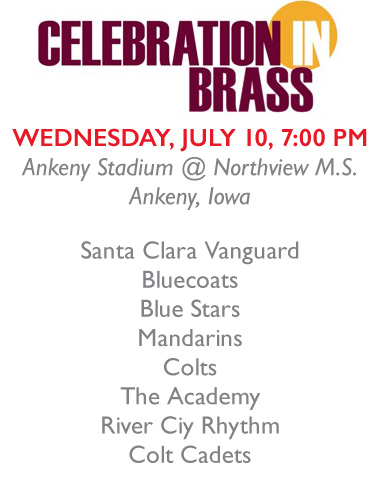 CELEBRATION IN
BRASS
WEDNESDAY, JULY 10, 7:00 PM
Ankeny Stadium @ Northview M.S.
Ankeny, Iowa
Santa Clara Vanguard
Bluecoats
Blue Stars
Mandarins
Colts
The Academy
River Ciy Rhythm
Colt Cadets